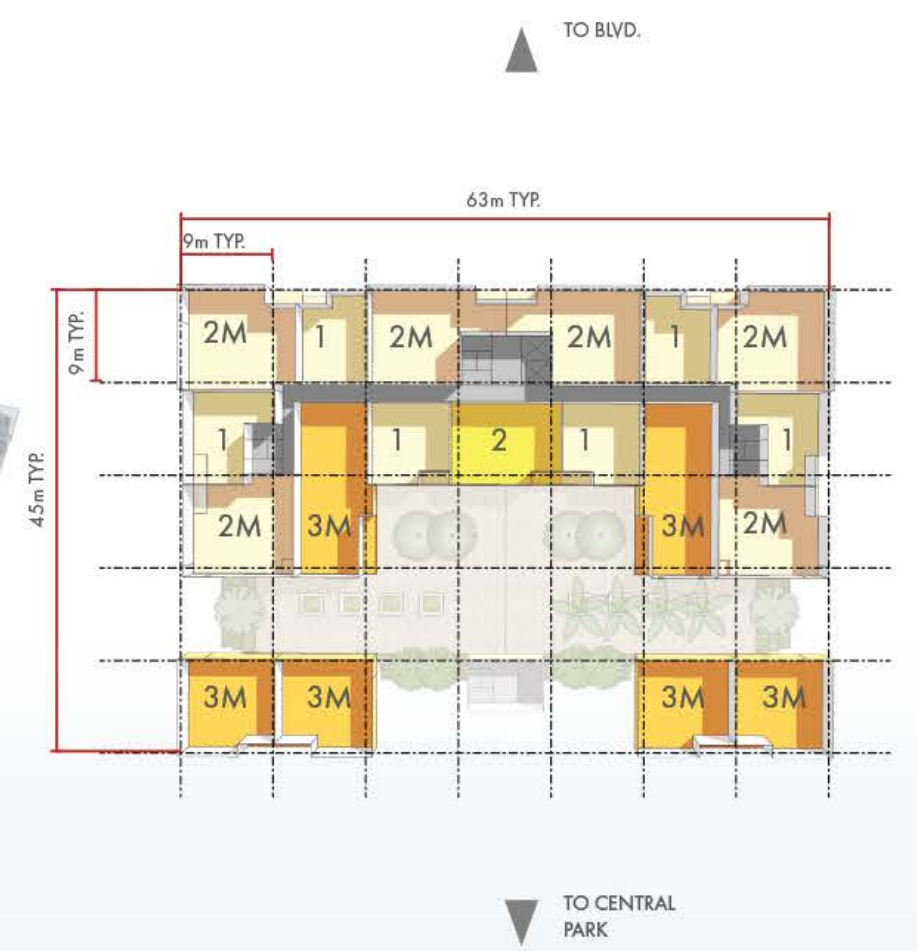 TO BLVD.
63m TYP.
9m TYP.
9m TYP.
45m TYP.
2M 1 2M 2M 1 2M
1 1 2 1 1
2M 3M 3M 2M
3M 3M 3M 3M
TO CENTRAL
PARK